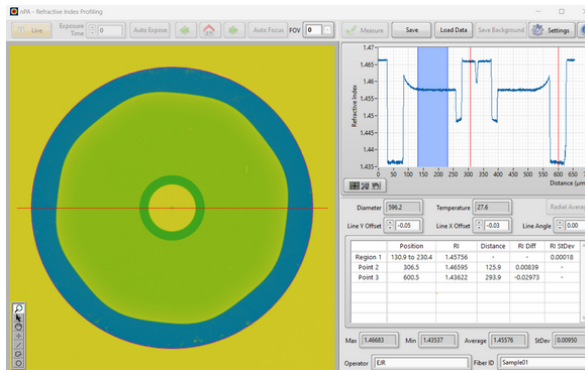 nPA - Refractive Index Profiling
Live Exposure Time 0 Auto Expose Auto Focus FOV 0 Measure Save Load Data Save Background Settings
Refractive Index
1.47
1.465
1.46
1.455
1.45
1.445
1.44
1.435
0 50 100 150 200 250 300 350 400 450 500 550 600 650
Distance (µm)
Diameter 596.2 Temperature 27.6 Radial Average
Line Y Offset -0.05 Line X Offset -0.03 Line Angle 0.00
Position RI Distance RI Diff RI StDev
Region 1 130.9 to 230.4 1.45756 - - 0.00018
Point 2 306.5 1.46595 125.9 0.00839 -
Point 3 600.5 1.43622 293.9 -0.02973 -
Max 1.46683 Min 1.43537 Average 1.45576 StDev 0.00950
Operator EJR Fiber ID Sample01